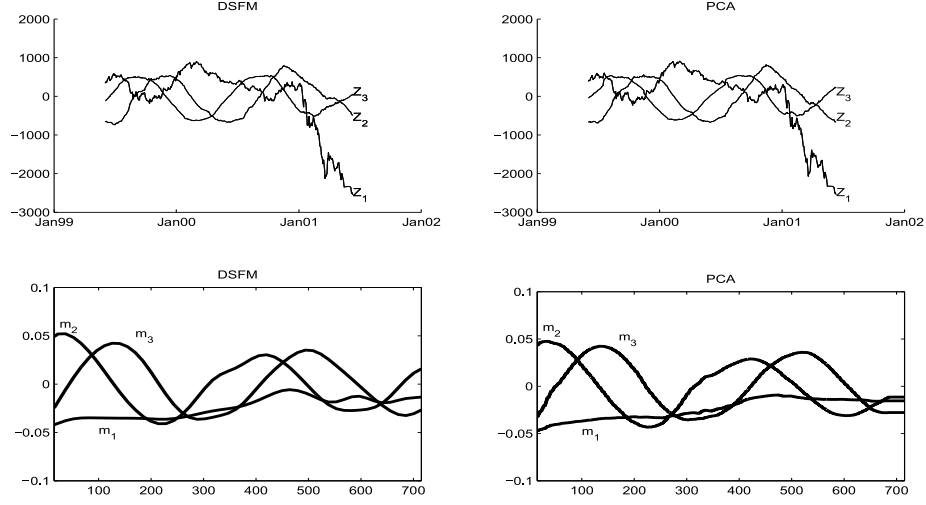 DSFM
2000
1000
0
−1000
−2000
−3000
Jan99
Jan00
Jan01
Jan02
Z3
Z2
Z1
PCA
2000
1000
0
−1000
−2000
−3000
Jan99
Jan00
Jan01
Jan02
Z3
Z2
Z1
DSFM
0.1
0.05
0
−0.05
−0.1
100
200
300
400
500
600
700
m2
m3
m1
PCA
0.1
0.05
0
−0.05
−0.1
100
200
300
400
500
600
700
m2
m3
m1